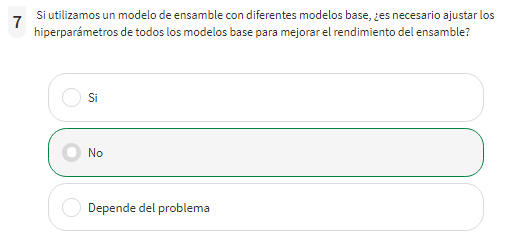 7
Si utilizamos un modelo de ensamble con diferentes modelos base, ¿es necesario ajustar los
hiperparámetros de todos los modelos base para mejorar el rendimiento del ensamble?
Si
No
Depende del problema